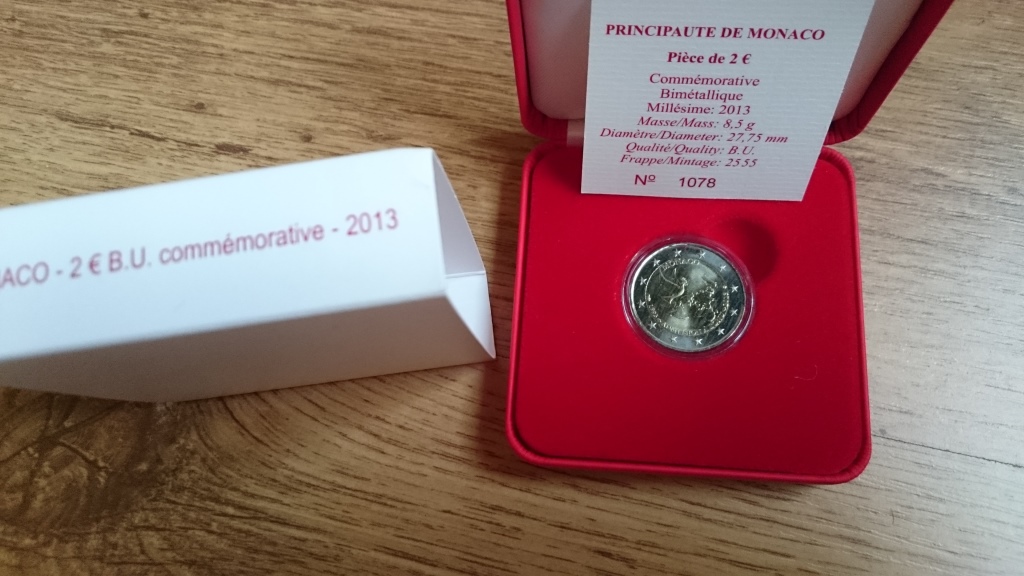 PRINCIPAUTE DE MONACO
Pièce de 2 €
Commémorative
Bimétallique
Millésime: 2013
Masse/Mass: 8,5 g
Diamètre/Diameter: 27,75 mm
Qualité/Quality: B.U.
Frappe/Mintage: 2555
Nº 1078
ACO - 2 € B.U. commémorative - 2013
MONACO